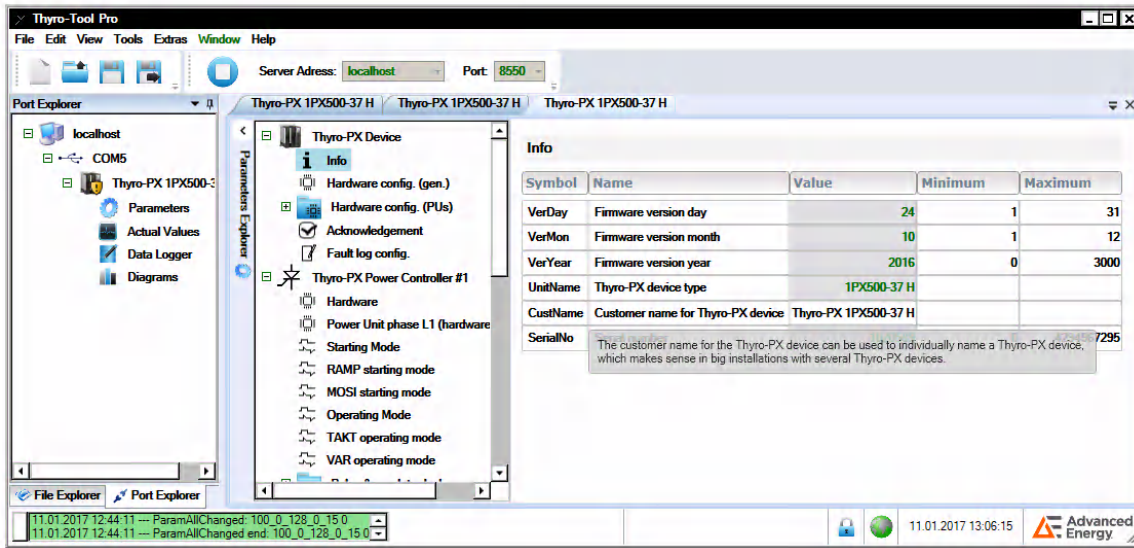 Thyro-Tool Pro
File Edit View Tools Extras Window Help
Server Adress: localhost Port: 8550
Port Explorer
localhost
COM5
Thyro-PX 1PX500-3
Parameters
Actual Values
Data Logger
Diagrams
File Explorer Port Explorer
Thyro-PX 1PX500-37 H Thyro-PX 1PX500-37 H Thyro-PX 1PX500-37 H
Parameters Explorer
Thyro-PX Device
Info
Hardware config. (gen.)
Hardware config. (PUs)
Acknowledgement
Fault log config.
Thyro-PX Power Controller #1
Hardware
Power Unit phase L1 (hardware
Starting Mode
RAMP starting mode
MOSI starting mode
Operating Mode
TAKT operating mode
VAR operating mode
Info
Symbol Name Value Minimum Maximum
VerDay Firmware version day 24 1 31
VerMon Firmware version month 10 1 12
VerYear Firmware version year 2016 0 3000
UnitName Thyro-PX device type 1PX500-37 H
CustName Customer name for Thyro-PX device Thyro-PX 1PX500-37 H
SerialNo
The customer name for the Thyro-PX device can be used to individually name a Thyro-PX device,
which makes sense in big installations with several Thyro-PX devices.
11.01.2017 12:44:11 --- ParamAllChanged: 100_0_128_0_15 0
11.01.2017 12:44:11 --- ParamAllChanged end: 100_0_128_0_15 0
11.01.2017 13:06:15
Advanced
Energy